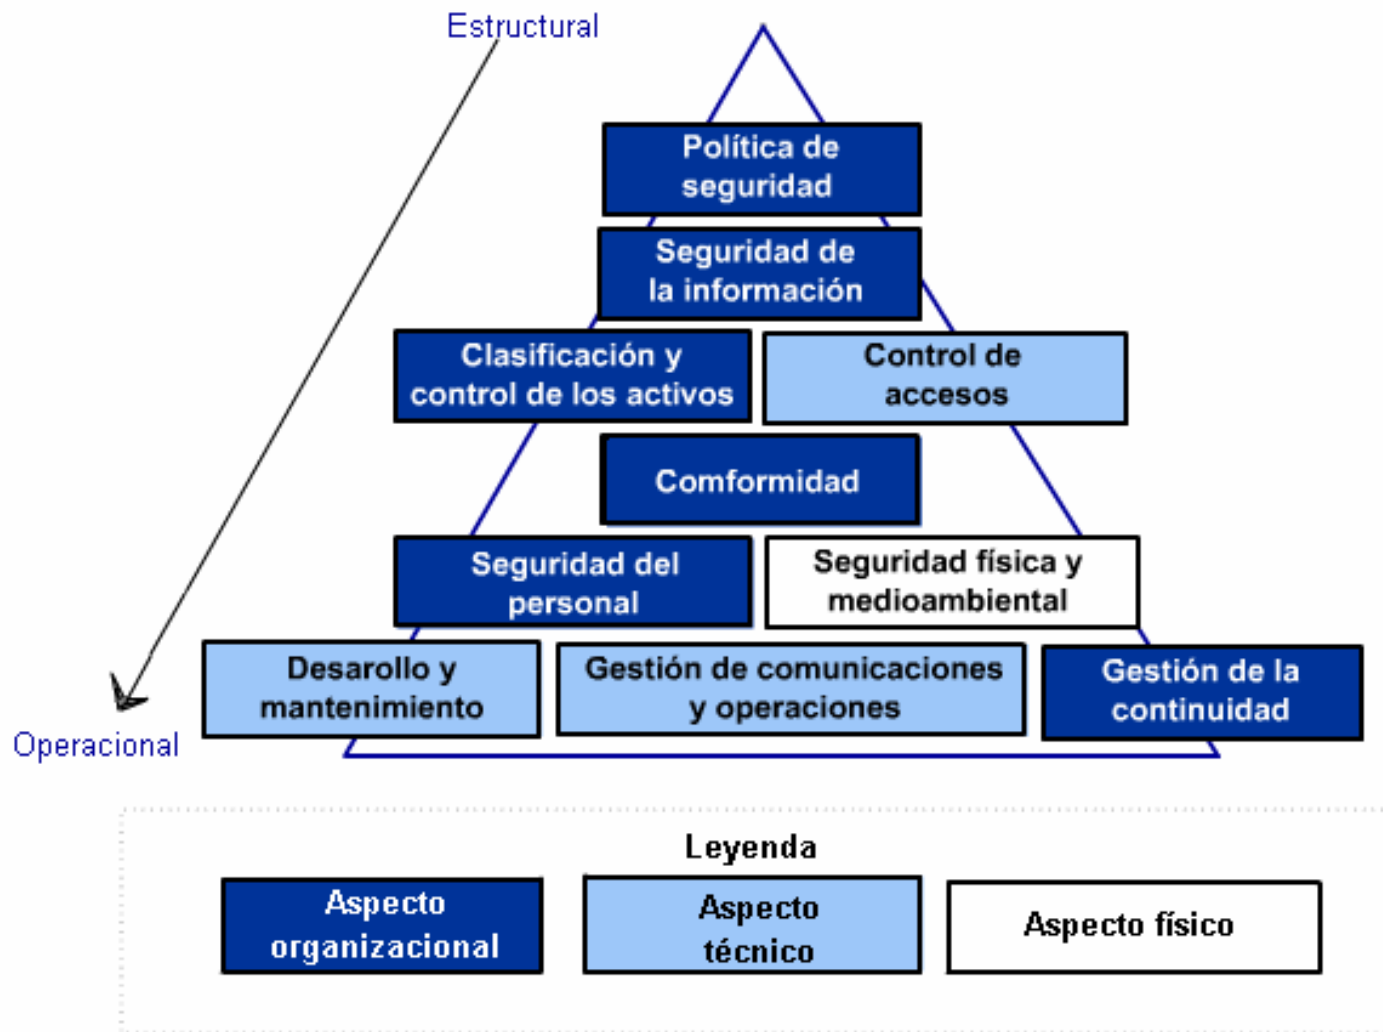 Estructural
Política de
seguridad
Seguridad de
la información
Clasificación y
control de los activos
Control de
accesos
Comformidad
Seguridad del
personal
Seguridad física y
medioambiental
Desarollo y
mantenimiento
Gestión de comunicaciones
y operaciones
Gestión de la
continuidad
Operacional
Leyenda
Aspecto
organizacional
Aspecto
técnico
Aspecto físico